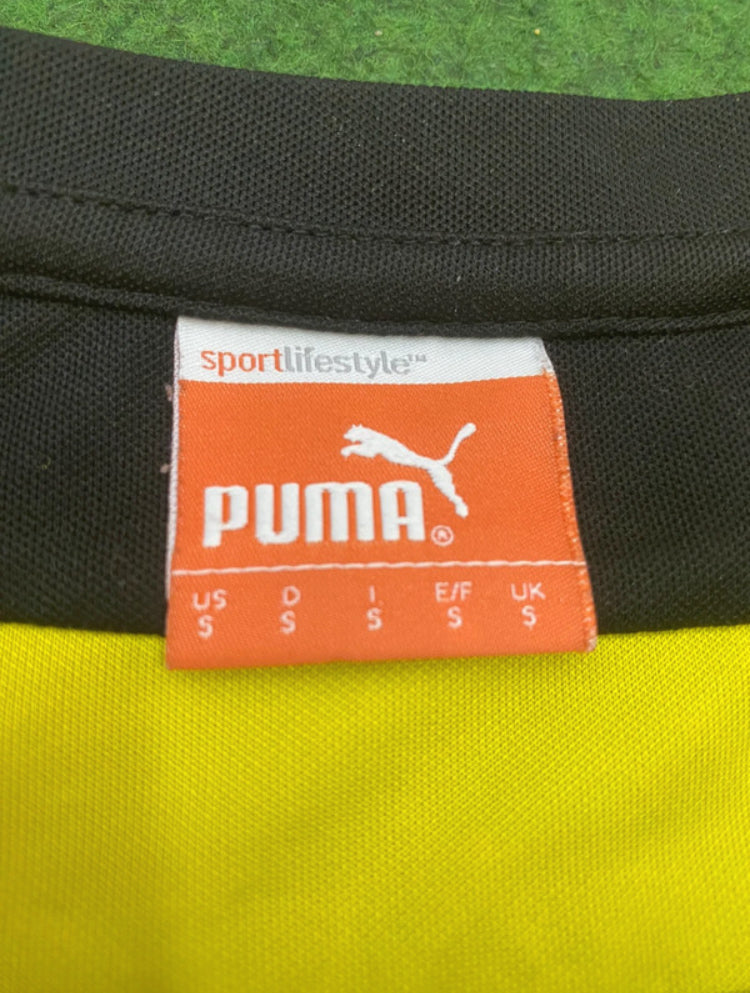 sportlifestyle™
PUMA®
US D I E/F UK
S S S S S